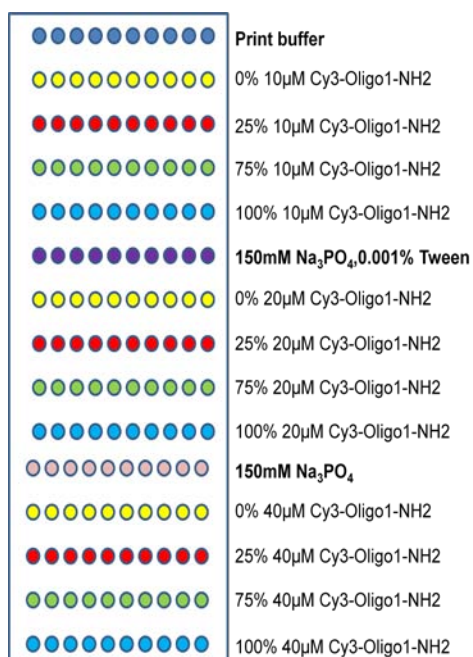 Print buffer
0% 10µM Cy3-Oligo1-NH2
25% 10µM Cy3-Oligo1-NH2
75% 10µM Cy3-Oligo1-NH2
100% 10µM Cy3-Oligo1-NH2
150mM Na₃PO₄,0.001% Tween
0% 20µM Cy3-Oligo1-NH2
25% 20µM Cy3-Oligo1-NH2
75% 20µM Cy3-Oligo1-NH2
100% 20µM Cy3-Oligo1-NH2
150mM Na₃PO₄
0% 40µM Cy3-Oligo1-NH2
25% 40µM Cy3-Oligo1-NH2
75% 40µM Cy3-Oligo1-NH2
100% 40µM Cy3-Oligo1-NH2